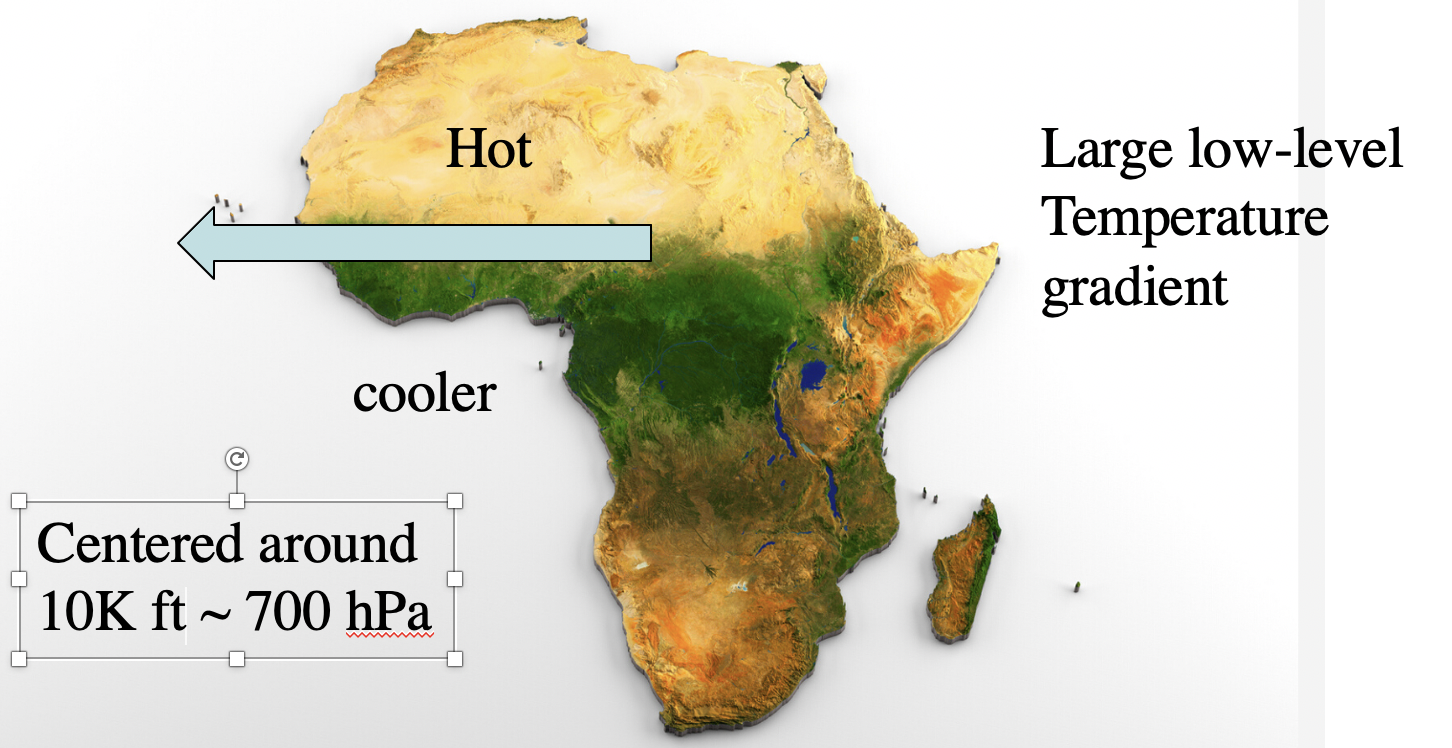 Hot
Large low-level
Temperature
gradient
cooler
Centered around
10K ft ~ 700 hPa